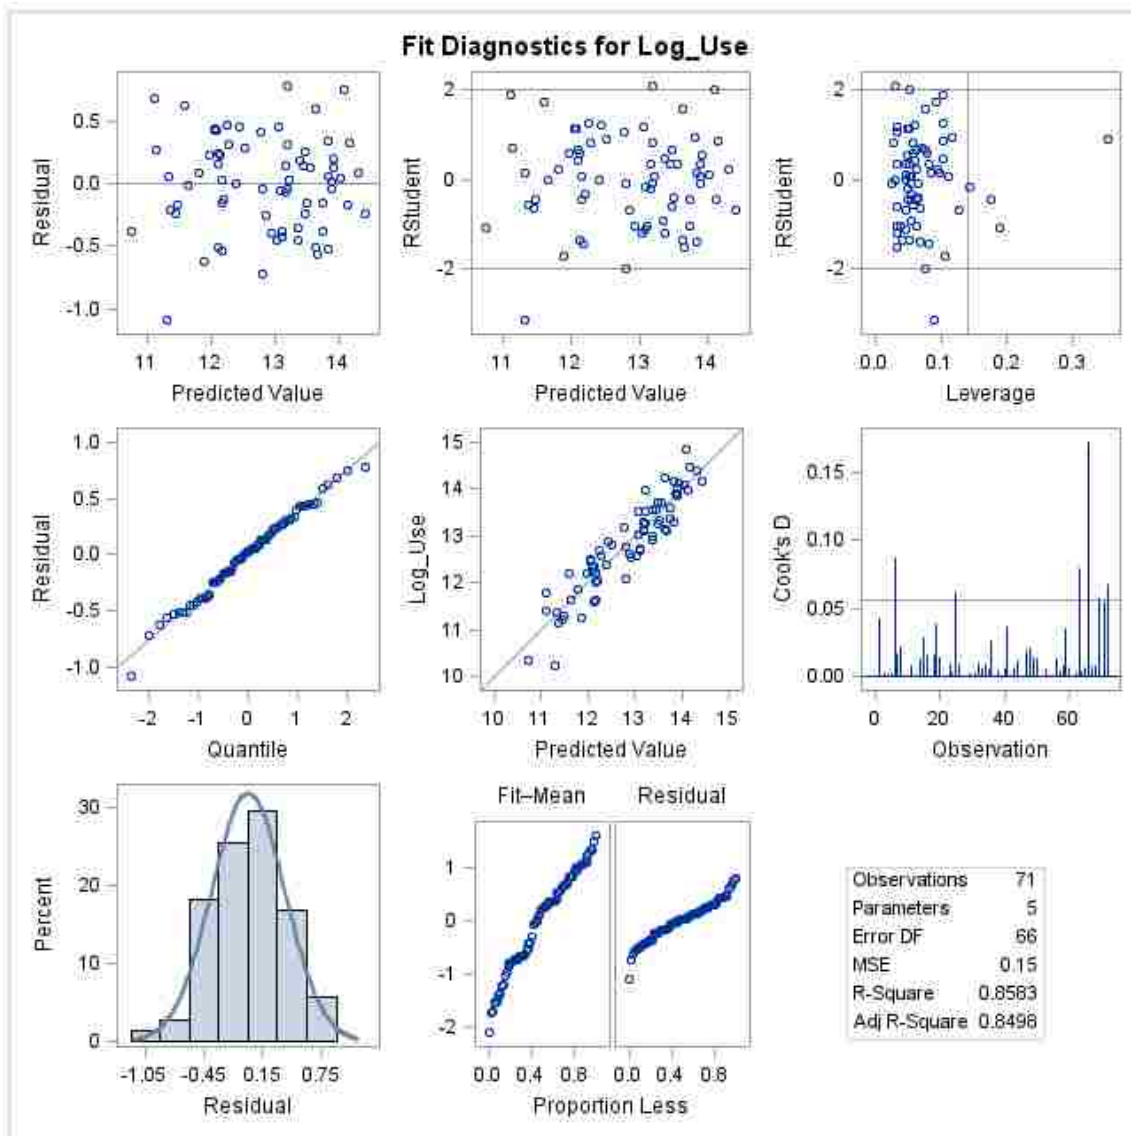 Fit Diagnostics for Log_Use
Residual
0.5
0.0
-0.5
-1.0
11 12 13 14
Predicted Value
RStudent
2
0
-2
11 12 13 14
Predicted Value
RStudent
2
0
-2
0.0 0.1 0.2 0.3
Leverage
Residual
1.0
0.5
0.0
-0.5
-1.0
-2 -1 0 1 2
Quantile
Log_Use
15
14
13
12
11
10
10 11 12 13 14 15
Predicted Value
Cook's D
0.15
0.10
0.05
0.00
0 20 40 60
Observation
Percent
30
20
10
0
-1.05 -0.45 0.15 0.75
Residual
Fit–Mean Residual
1
0
-1
-2
0.0 0.4 0.8 0.0 0.4 0.8
Proportion Less
Observations 71
Parameters 5
Error DF 66
MSE 0.15
R-Square 0.8583
Adj R-Square 0.8498